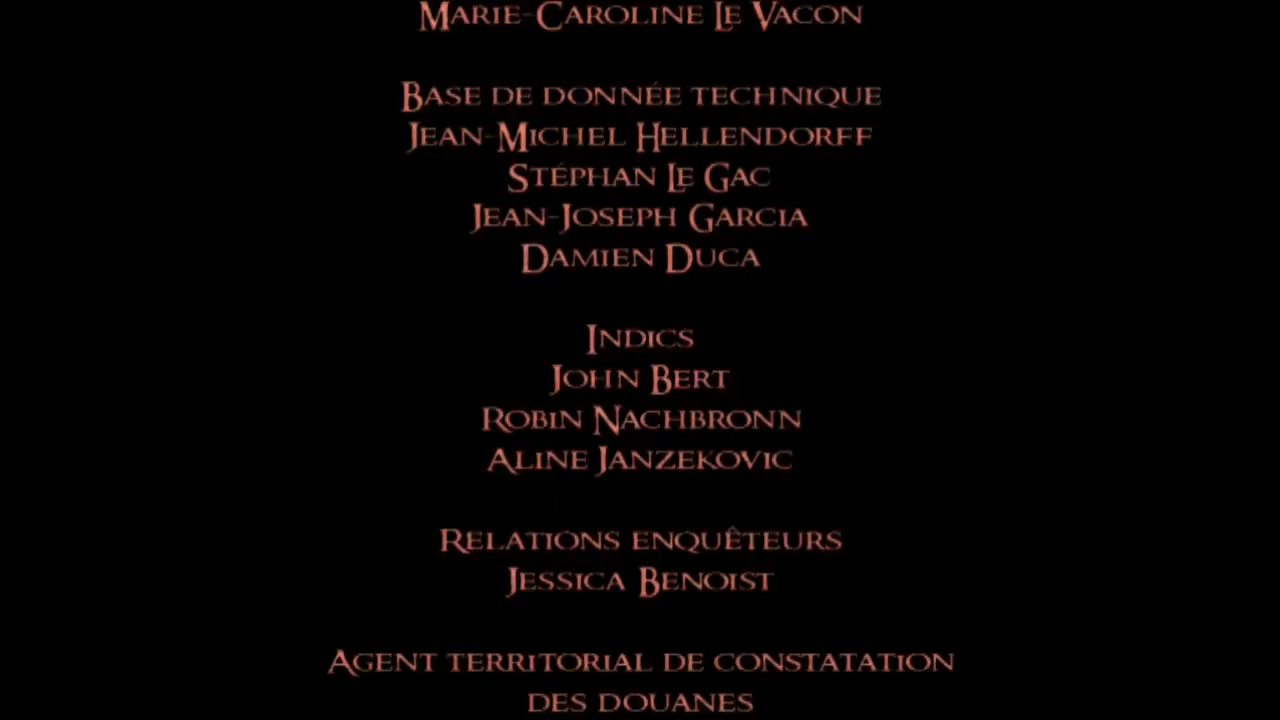 Marie-Caroline Le Vacon
Base de donnée technique
Jean-Michel Hellendorff
Stéphan Le Gac
Jean-Joseph Garcia
Damien Duca
Indics
John Bert
Robin Nachbronn
Aline Janzekovic
Relations enquêteurs
Jessica Benoist
Agent territorial de constatation
des douanes